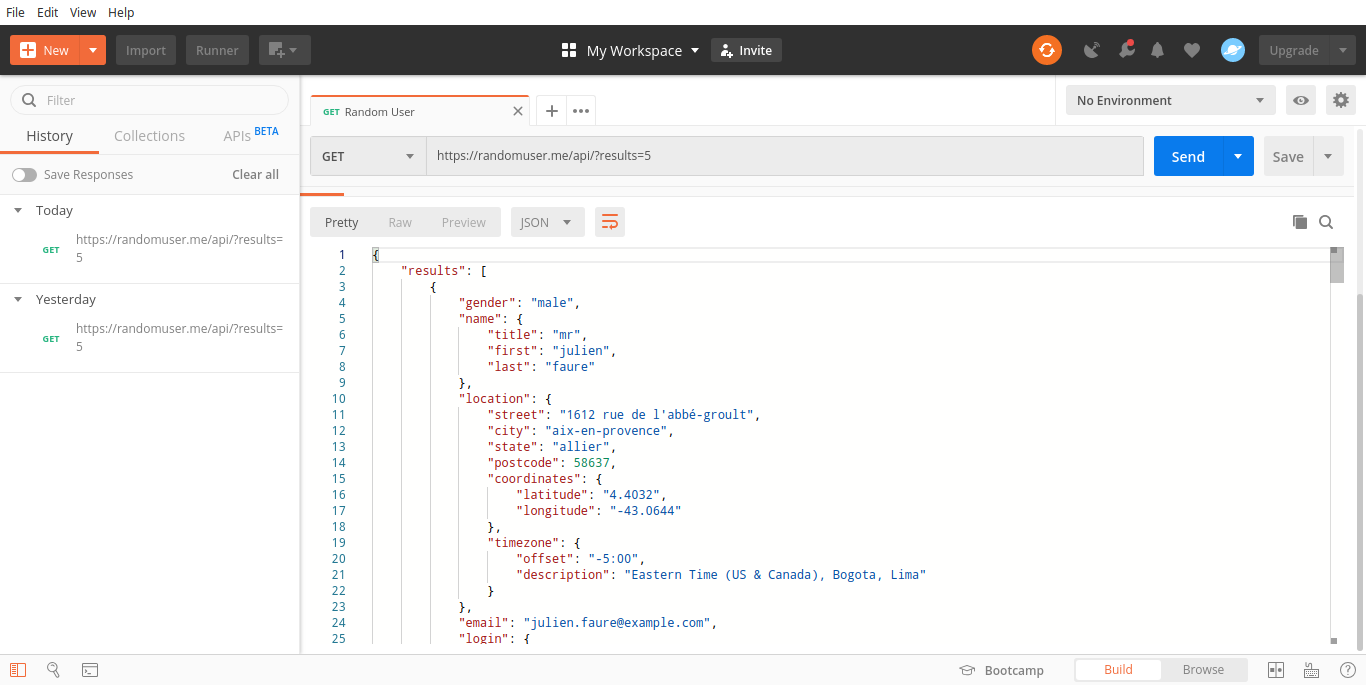 File Edit View Help
New Import Runner My Workspace Invite Upgrade
Filter
History Collections APIs BETA
Save Responses Clear all
Today
GET https://randomuser.me/api/?results=
5
Yesterday
GET https://randomuser.me/api/?results=
5
GET Random User
No Environment
GET https://randomuser.me/api/?results=5 Send Save
Pretty Raw Preview JSON
1 {
2 "results": [
3 {
4 "gender": "male",
5 "name": {
6 "title": "mr",
7 "first": "julien",
8 "last": "faure"
9 },
10 "location": {
11 "street": "1612 rue de l'abbé-groult",
12 "city": "aix-en-provence",
13 "state": "allier",
14 "postcode": 58637,
15 "coordinates": {
16 "latitude": "4.4032",
17 "longitude": "-43.0644"
18 },
19 "timezone": {
20 "offset": "-5:00",
21 "description": "Eastern Time (US & Canada), Bogota, Lima"
22 }
23 },
24 "email": "julien.faure@example.com",
25 "login": {
Bootcamp Build Browse